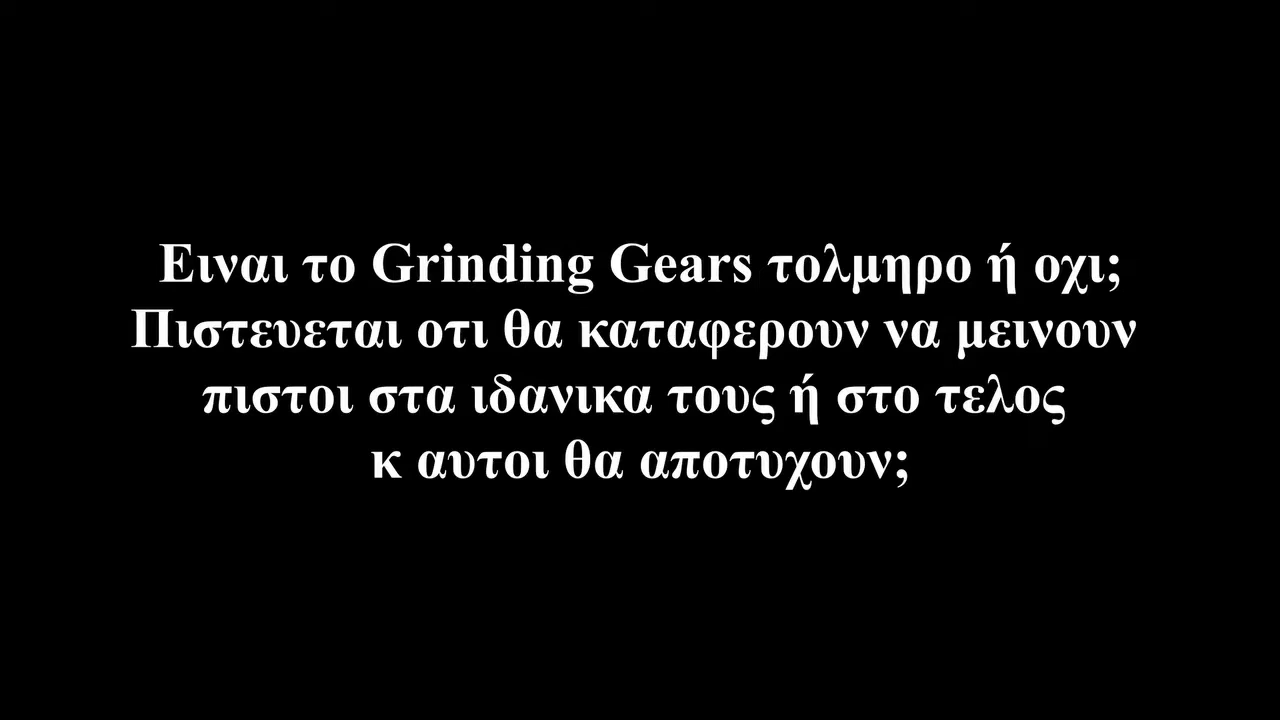 Ειναι το Grinding Gears τολμηρο ή οχι;
Πιστευεται οτι θα καταφερουν να μεινουν
πιστοι στα ιδανικα τους ή στο τελος
κ αυτοι θα αποτυχουν;